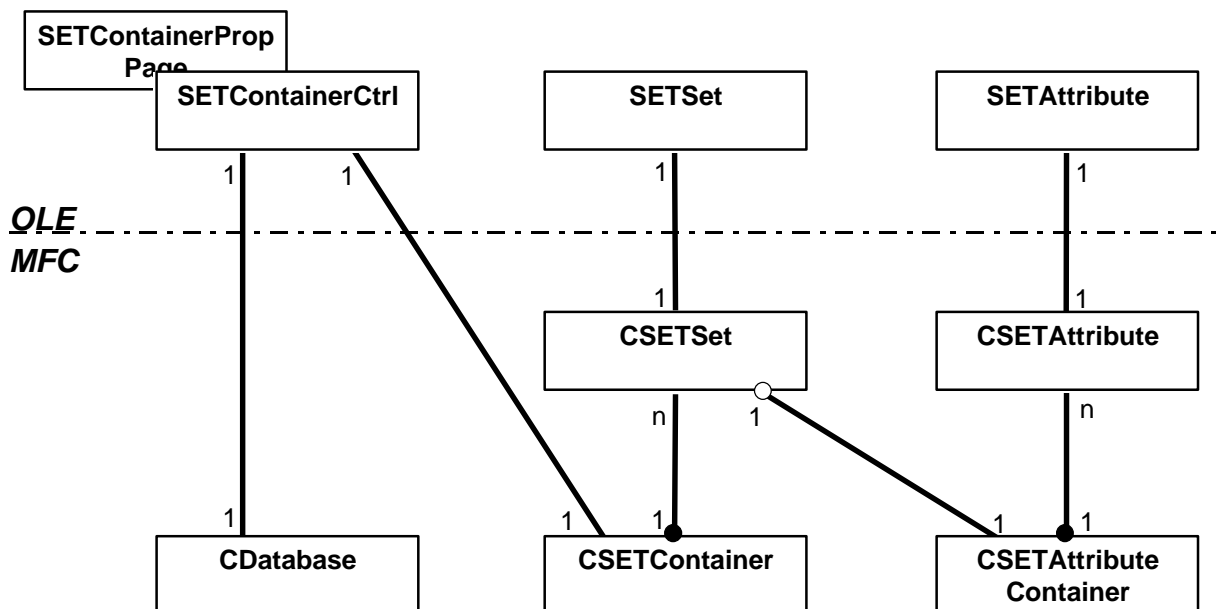 SETContainerProp
Page
SETContainerCtrl
SETSet
SETAttribute
1
1
1
1
OLE
MFC
1
1
CSETSet
CSETAttribute
n
1
n
1
1
1
1
1
CDatabase
CSETContainer
CSETAttribute
Container